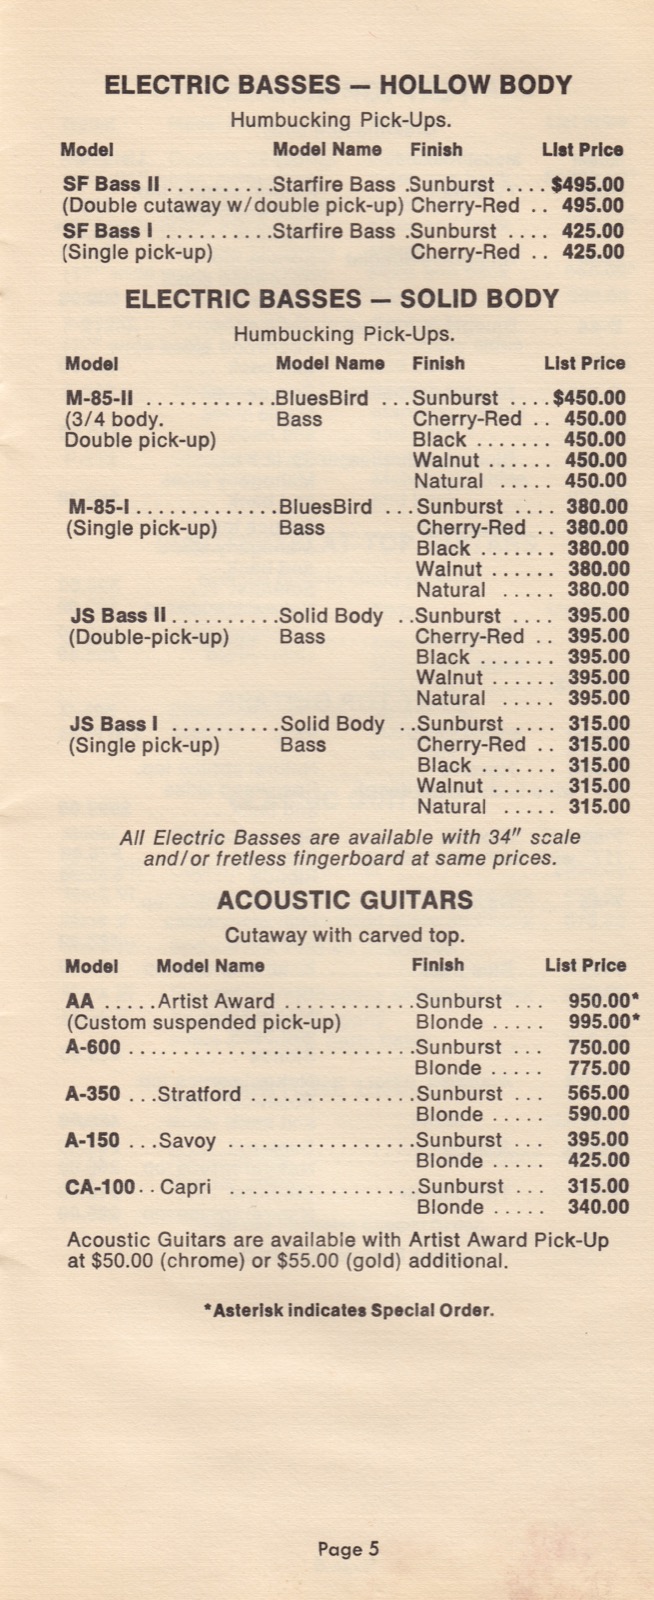 ELECTRIC BASSES — HOLLOW BODY
Humbucking Pick-Ups.
Model Model Name Finish List Price
SF Bass II . . . . . . . . . .Starfire Bass .Sunburst . . . . $495.00
(Double cutaway w/double pick-up) Cherry-Red . . 495.00
SF Bass I . . . . . . . . . .Starfire Bass .Sunburst . . . . 425.00
(Single pick-up) Cherry-Red . . 425.00
ELECTRIC BASSES — SOLID BODY
Humbucking Pick-Ups.
Model Model Name Finish List Price
M-85-II . . . . . . . . . . . .BluesBird . . .Sunburst . . . . $450.00
(3/4 body. Bass Cherry-Red . . 450.00
Double pick-up) Black . . . . . . . 450.00
Walnut . . . . . . 450.00
Natural . . . . . 450.00
M-85-I . . . . . . . . . . . . .BluesBird . . .Sunburst . . . . 380.00
(Single pick-up) Bass Cherry-Red . . 380.00
Black . . . . . . . 380.00
Walnut . . . . . . 380.00
Natural . . . . . 380.00
JS Bass II . . . . . . . . . .Solid Body . .Sunburst . . . . 395.00
(Double-pick-up) Bass Cherry-Red . . 395.00
Black . . . . . . . 395.00
Walnut . . . . . . 395.00
Natural . . . . . 395.00
JS Bass I . . . . . . . . . .Solid Body . .Sunburst . . . . 315.00
(Single pick-up) Bass Cherry-Red . . 315.00
Black . . . . . . . 315.00
Walnut . . . . . . 315.00
Natural . . . . . 315.00
All Electric Basses are available with 34" scale
and/or fretless fingerboard at same prices.
ACOUSTIC GUITARS
Cutaway with carved top.
Model Model Name Finish List Price
AA . . . . .Artist Award . . . . . . . . . . . .Sunburst . . . 950.00*
(Custom suspended pick-up) Blonde . . . . . 995.00*
A-600 . . . . . . . . . . . . . . . . . . . . . . . . . .Sunburst . . . 750.00
Blonde . . . . . 775.00
A-350 . . .Stratford . . . . . . . . . . . . . . .Sunburst . . . 565.00
Blonde . . . . . 590.00
A-150 . . .Savoy . . . . . . . . . . . . . . . . .Sunburst . . . 395.00
Blonde . . . . . 425.00
CA-100 . . Capri . . . . . . . . . . . . . . . . .Sunburst . . . 315.00
Blonde . . . . . 340.00
Acoustic Guitars are available with Artist Award Pick-Up
at $50.00 (chrome) or $55.00 (gold) additional.
*Asterisk indicates Special Order.
Page 5